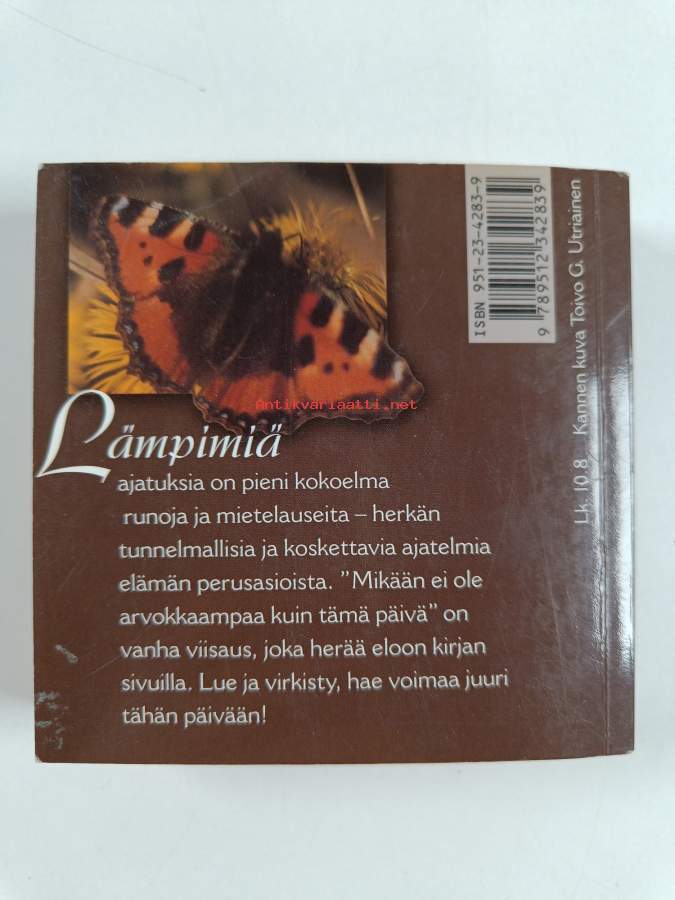 ISBN 951-23-4283-9
9 789512 342839
Lk. 10.8 Kannen kuva Toivo G. Utriainen
Antikvariaatti.net
Lämpimiä
ajatuksia on pieni kokoelma
runoja ja mietelauseita – herkän
tunnelmallisia ja koskettavia ajatelmia
elämän perusasioista. ”Mikään ei ole
arvokkaampaa kuin tämä päivä” on
vanha viisaus, joka herää eloon kirjan
sivuilla. Lue ja virkisty, hae voimaa juuri
tähän päivään!